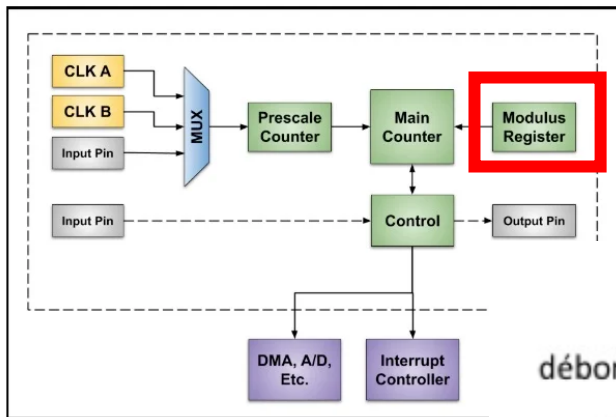 CLK A
CLK B
Input Pin
MUX
Prescale
Counter
Main
Counter
Modulus
Register
Input Pin
Control
Output Pin
DMA, A/D,
Etc.
Interrupt
Controller